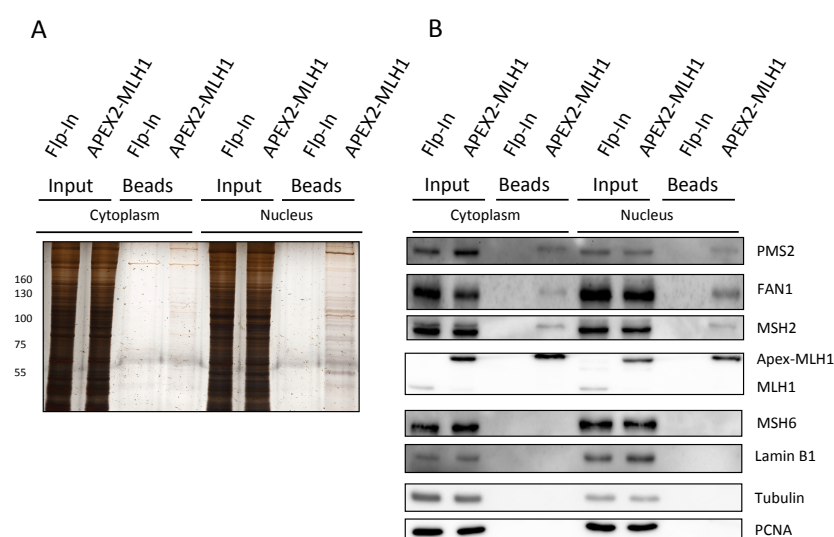 A
Flp-In
APEX2-MLH1
Flp-In
APEX2-MLH1
Flp-In
APEX2-MLH1
Flp-In
APEX2-MLH1
Input
Beads
Input
Beads
Cytoplasm
Nucleus
160
130
100
75
55
B
Flp-In
APEX2-MLH1
Flp-In
APEX2-MLH1
Flp-In
APEX2-MLH1
Flp-In
APEX2-MLH1
Input
Beads
Input
Beads
Cytoplasm
Nucleus
PMS2
FAN1
MSH2
Apex-MLH1
MLH1
MSH6
Lamin B1
Tubulin
PCNA